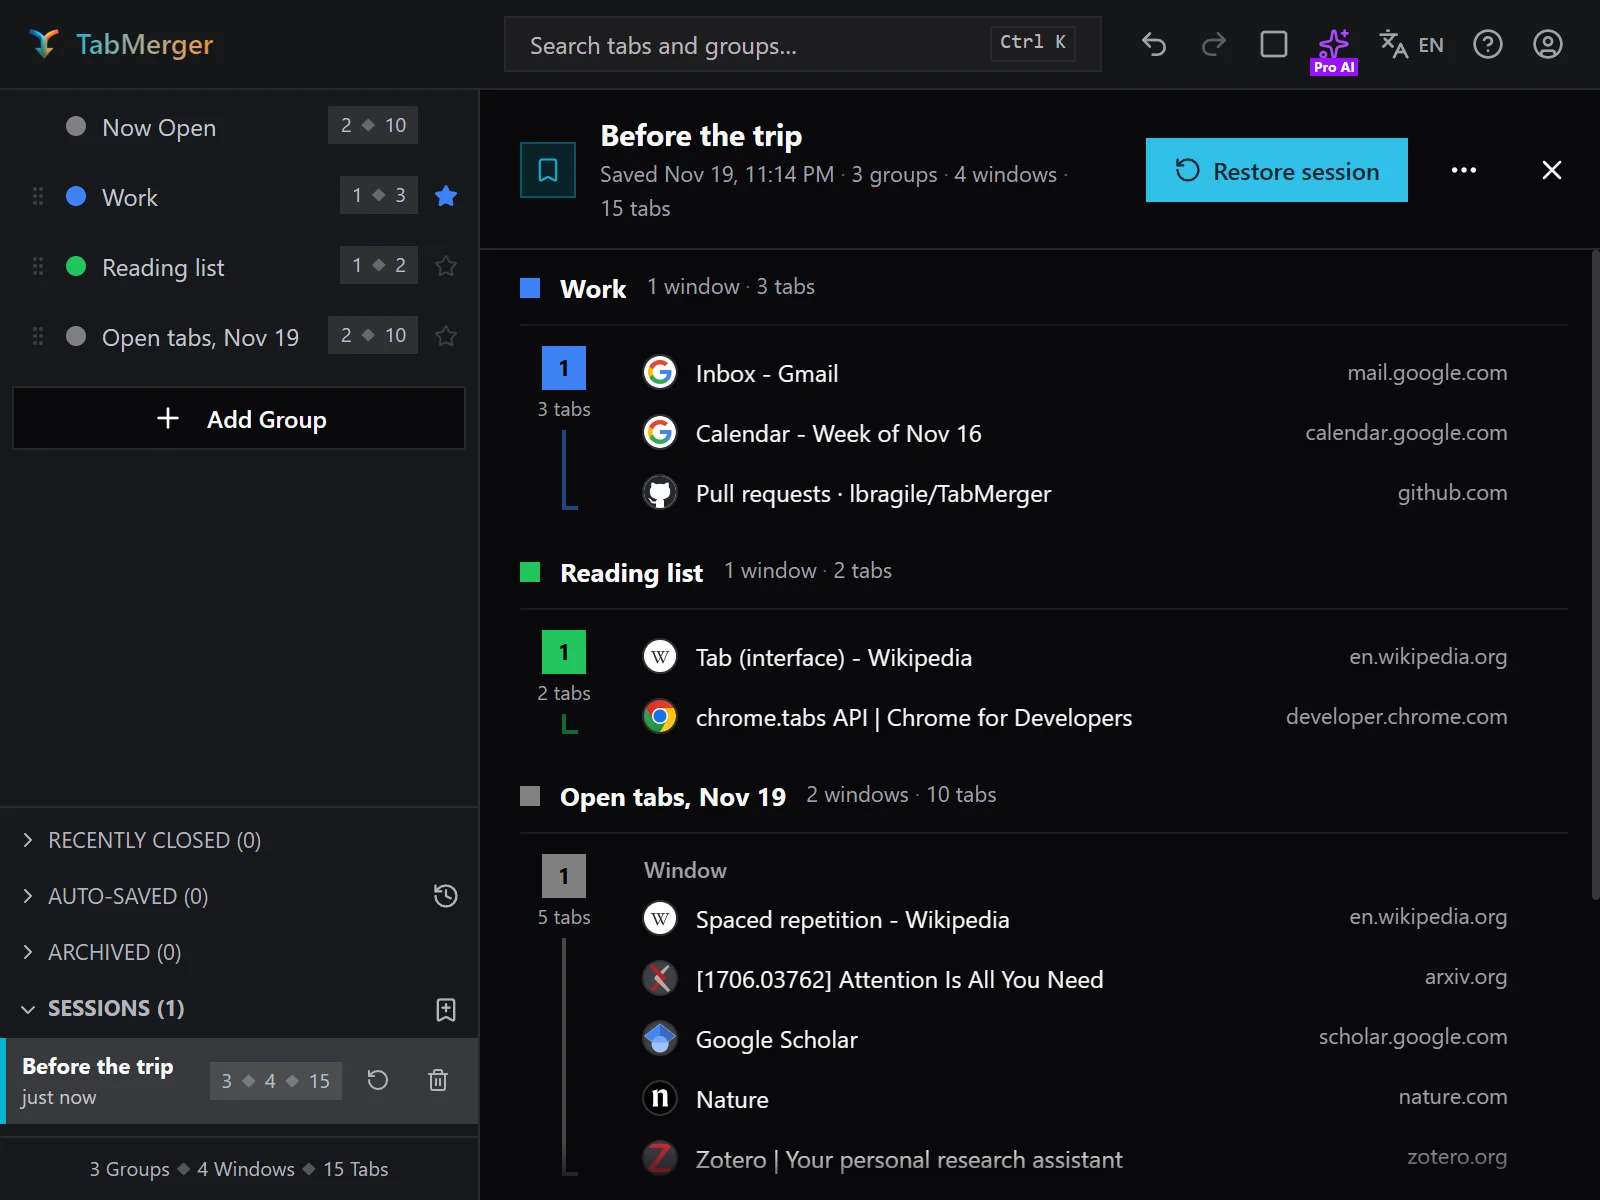 TabMerger
Search tabs and groups... Ctrl K
Pro AI
EN
Now Open 2 ◆ 10
Work 1 ◆ 3
Reading list 1 ◆ 2
Open tabs, Nov 19 2 ◆ 10
+ Add Group
RECENTLY CLOSED (0)
AUTO-SAVED (0)
ARCHIVED (0)
SESSIONS (1)
Before the trip
just now
3 ◆ 4 ◆ 15
3 Groups ◆ 4 Windows ◆ 15 Tabs
Before the trip
Saved Nov 19, 11:14 PM · 3 groups · 4 windows ·
15 tabs
Restore session
Work 1 window · 3 tabs
1
3 tabs
Inbox - Gmail mail.google.com
Calendar - Week of Nov 16 calendar.google.com
Pull requests · lbragile/TabMerger github.com
Reading list 1 window · 2 tabs
1
2 tabs
W Tab (interface) - Wikipedia en.wikipedia.org
chrome.tabs API | Chrome for Developers developer.chrome.com
Open tabs, Nov 19 2 windows · 10 tabs
1
5 tabs
Window
W Spaced repetition - Wikipedia en.wikipedia.org
[1706.03762] Attention Is All You Need arxiv.org
Google Scholar scholar.google.com
n Nature nature.com
Z Zotero | Your personal research assistant zotero.org